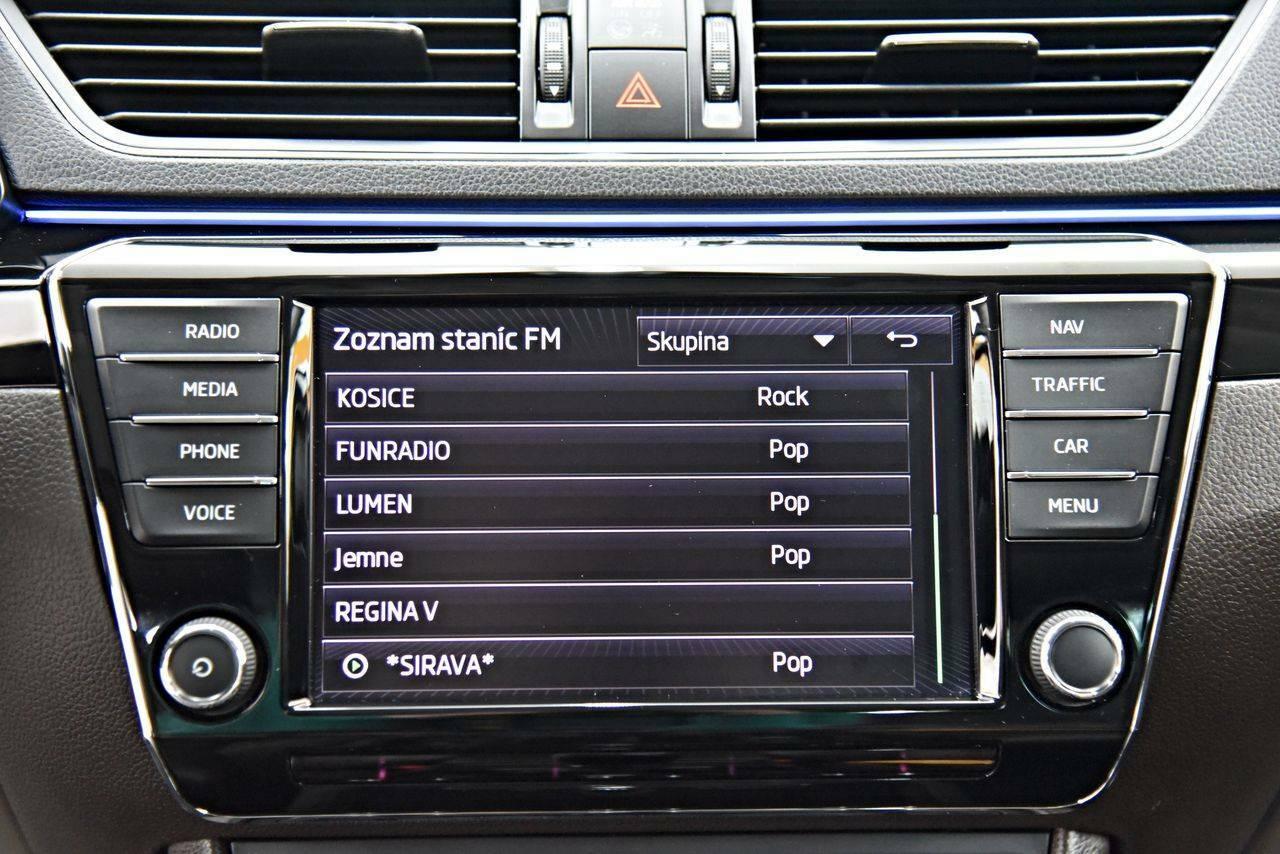 RADIO
MEDIA
PHONE
VOICE
Zoznam staníc FM
Skupina
KOSICE Rock
FUNRADIO Pop
LUMEN Pop
Jemne Pop
REGINA V
*SIRAVA* Pop
NAV
TRAFFIC
CAR
MENU